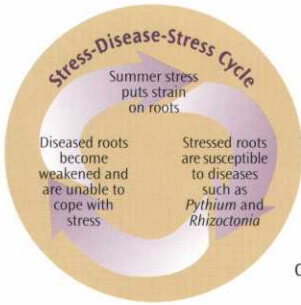 Stress-Disease-Stress Cycle
Summer stress
puts strain
on roots
Stressed roots
are susceptible
to diseases
such as
Pythium and
Rhizoctonia
Diseased roots
become
weakened and
are unable to
cope with
stress